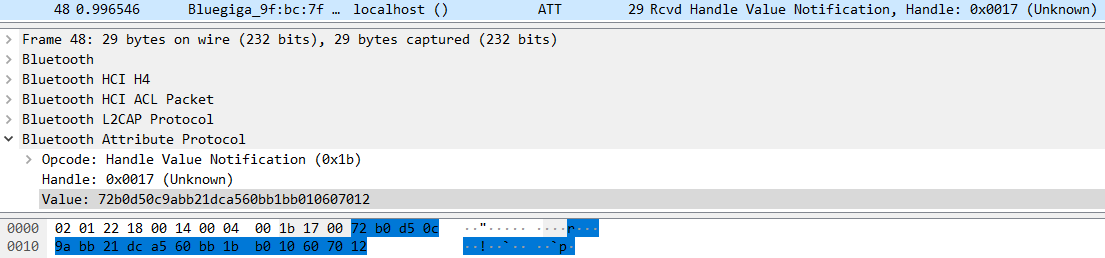 48 0.996546 Bluegiga_9f:bc:7f … localhost () ATT 29 Rcvd Handle Value Notification, Handle: 0x0017 (Unknown)
Frame 48: 29 bytes on wire (232 bits), 29 bytes captured (232 bits)
Bluetooth
Bluetooth HCI H4
Bluetooth HCI ACL Packet
Bluetooth L2CAP Protocol
Bluetooth Attribute Protocol
Opcode: Handle Value Notification (0x1b)
Handle: 0x0017 (Unknown)
Value: 72b0d50c9abb21dca560bb1bb010607012
0000 02 01 22 18 00 14 00 04 00 1b 17 00 72 b0 d5 0c ··"····· ····r···
0010 9a bb 21 dc a5 60 bb 1b b0 10 60 70 12 ··!··`·· ··`p·